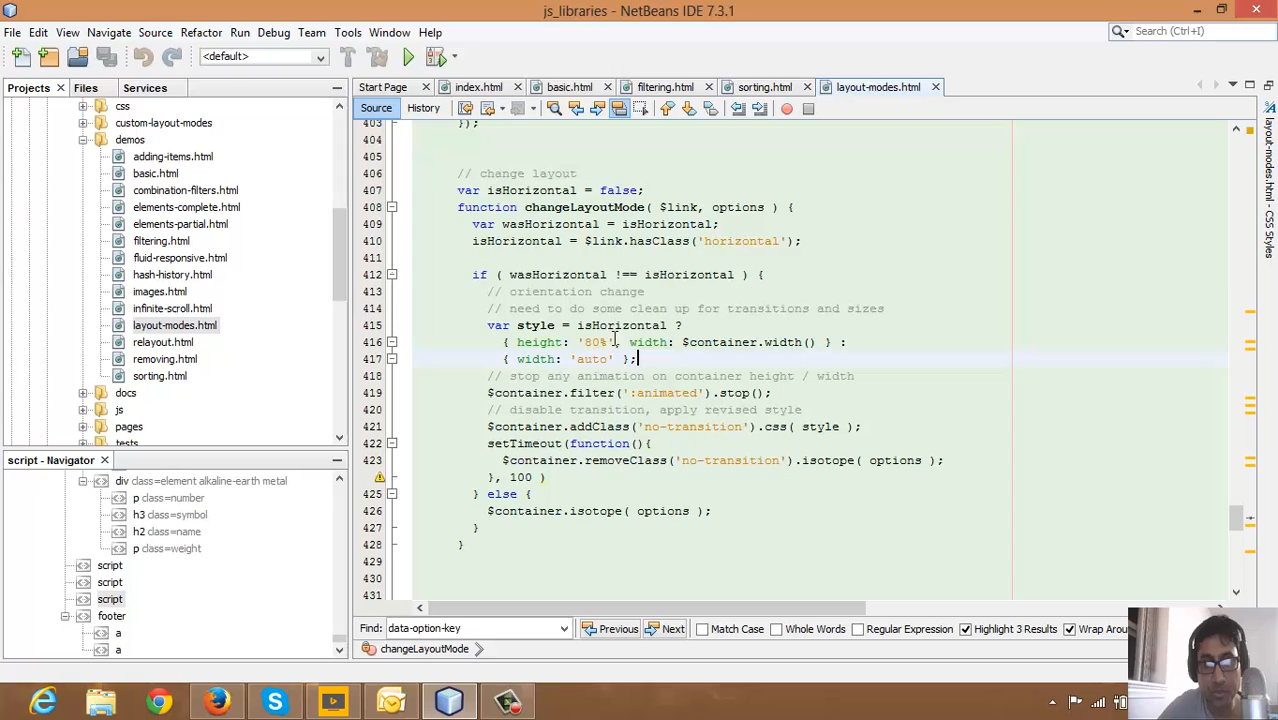 js_libraries - NetBeans IDE 7.3.1
File Edit View Navigate Source Refactor Run Debug Team Tools Window Help
Search (Ctrl+I)
<default>
Projects Files Services
Start Page index.html basic.html filtering.html sorting.html layout-modes.html
Source History
css
custom-layout-modes
demos
adding-items.html
basic.html
combination-filters.html
elements-complete.html
elements-partial.html
filtering.html
fluid-responsive.html
hash-history.html
images.html
infinite-scroll.html
layout-modes.html
relayout.html
removing.html
sorting.html
docs
js
pages
tests
script - Navigator
div class=element alkaline-earth metal
p class=number
h3 class=symbol
h2 class=name
p class=weight
script
script
script
footer
a
a
403 });
404
405
406 // change layout
407 var isHorizontal = false;
408 function changeLayoutMode( $link, options ) {
409 var wasHorizontal = isHorizontal;
410 isHorizontal = $link.hasClass('horizontal');
411
412 if ( wasHorizontal !== isHorizontal ) {
413 // orientation change
414 // need to do some clean up for transitions and sizes
415 var style = isHorizontal ?
416 { height: '80%', width: $container.width() } :
417 { width: 'auto' };
418 // stop any animation on container height / width
419 $container.filter(':animated').stop();
420 // disable transition, apply revised style
421 $container.addClass('no-transition').css( style );
422 setTimeout(function(){
423 $container.removeClass('no-transition').isotope( options );
}, 100 )
425 } else {
426 $container.isotope( options );
427 }
428 }
429
430
431
Find: data-option-key Previous Next Match Case Whole Words Regular Expression Highlight 3 Results Wrap Around
changeLayoutMode
layout-modes.html - CSS Styles